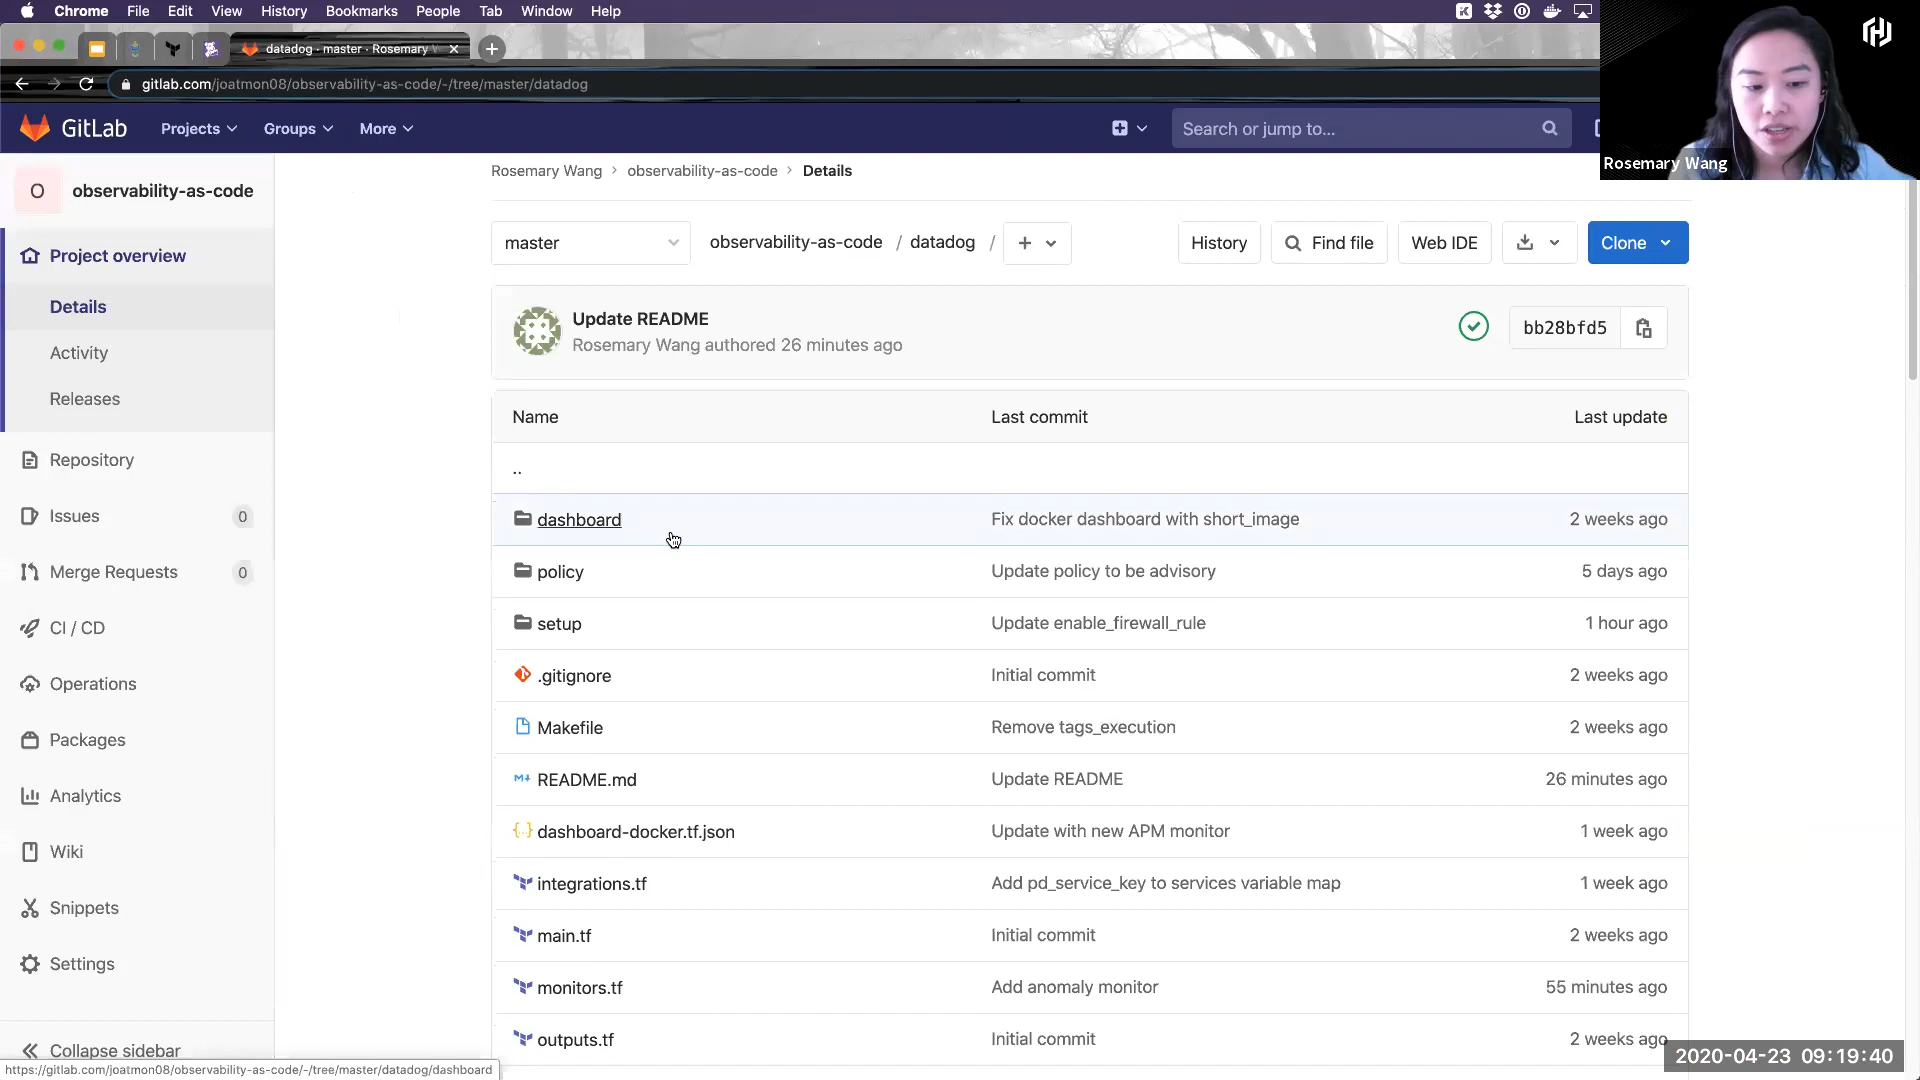 Chrome File Edit View History Bookmarks People Tab Window Help
datadog · master · Rosemary W
gitlab.com/joatmon08/observability-as-code/-/tree/master/datadog
GitLab Projects Groups More Search or jump to...
Rosemary Wang
O observability-as-code
Project overview
Details
Activity
Releases
Repository
Issues 0
Merge Requests 0
CI / CD
Operations
Packages
Analytics
Wiki
Snippets
Settings
Collapse sidebar
Rosemary Wang › observability-as-code › Details
master observability-as-code / datadog / + History Find file Web IDE Clone
Update README
Rosemary Wang authored 26 minutes ago
bb28bfd5
Name Last commit Last update
..
dashboard Fix docker dashboard with short_image 2 weeks ago
policy Update policy to be advisory 5 days ago
setup Update enable_firewall_rule 1 hour ago
.gitignore Initial commit 2 weeks ago
Makefile Remove tags_execution 2 weeks ago
README.md Update README 26 minutes ago
dashboard-docker.tf.json Update with new APM monitor 1 week ago
integrations.tf Add pd_service_key to services variable map 1 week ago
main.tf Initial commit 2 weeks ago
monitors.tf Add anomaly monitor 55 minutes ago
outputs.tf Initial commit 2 weeks ago
https://gitlab.com/joatmon08/observability-as-code/-/tree/master/datadog/dashboard
2020-04-23 09:19:40